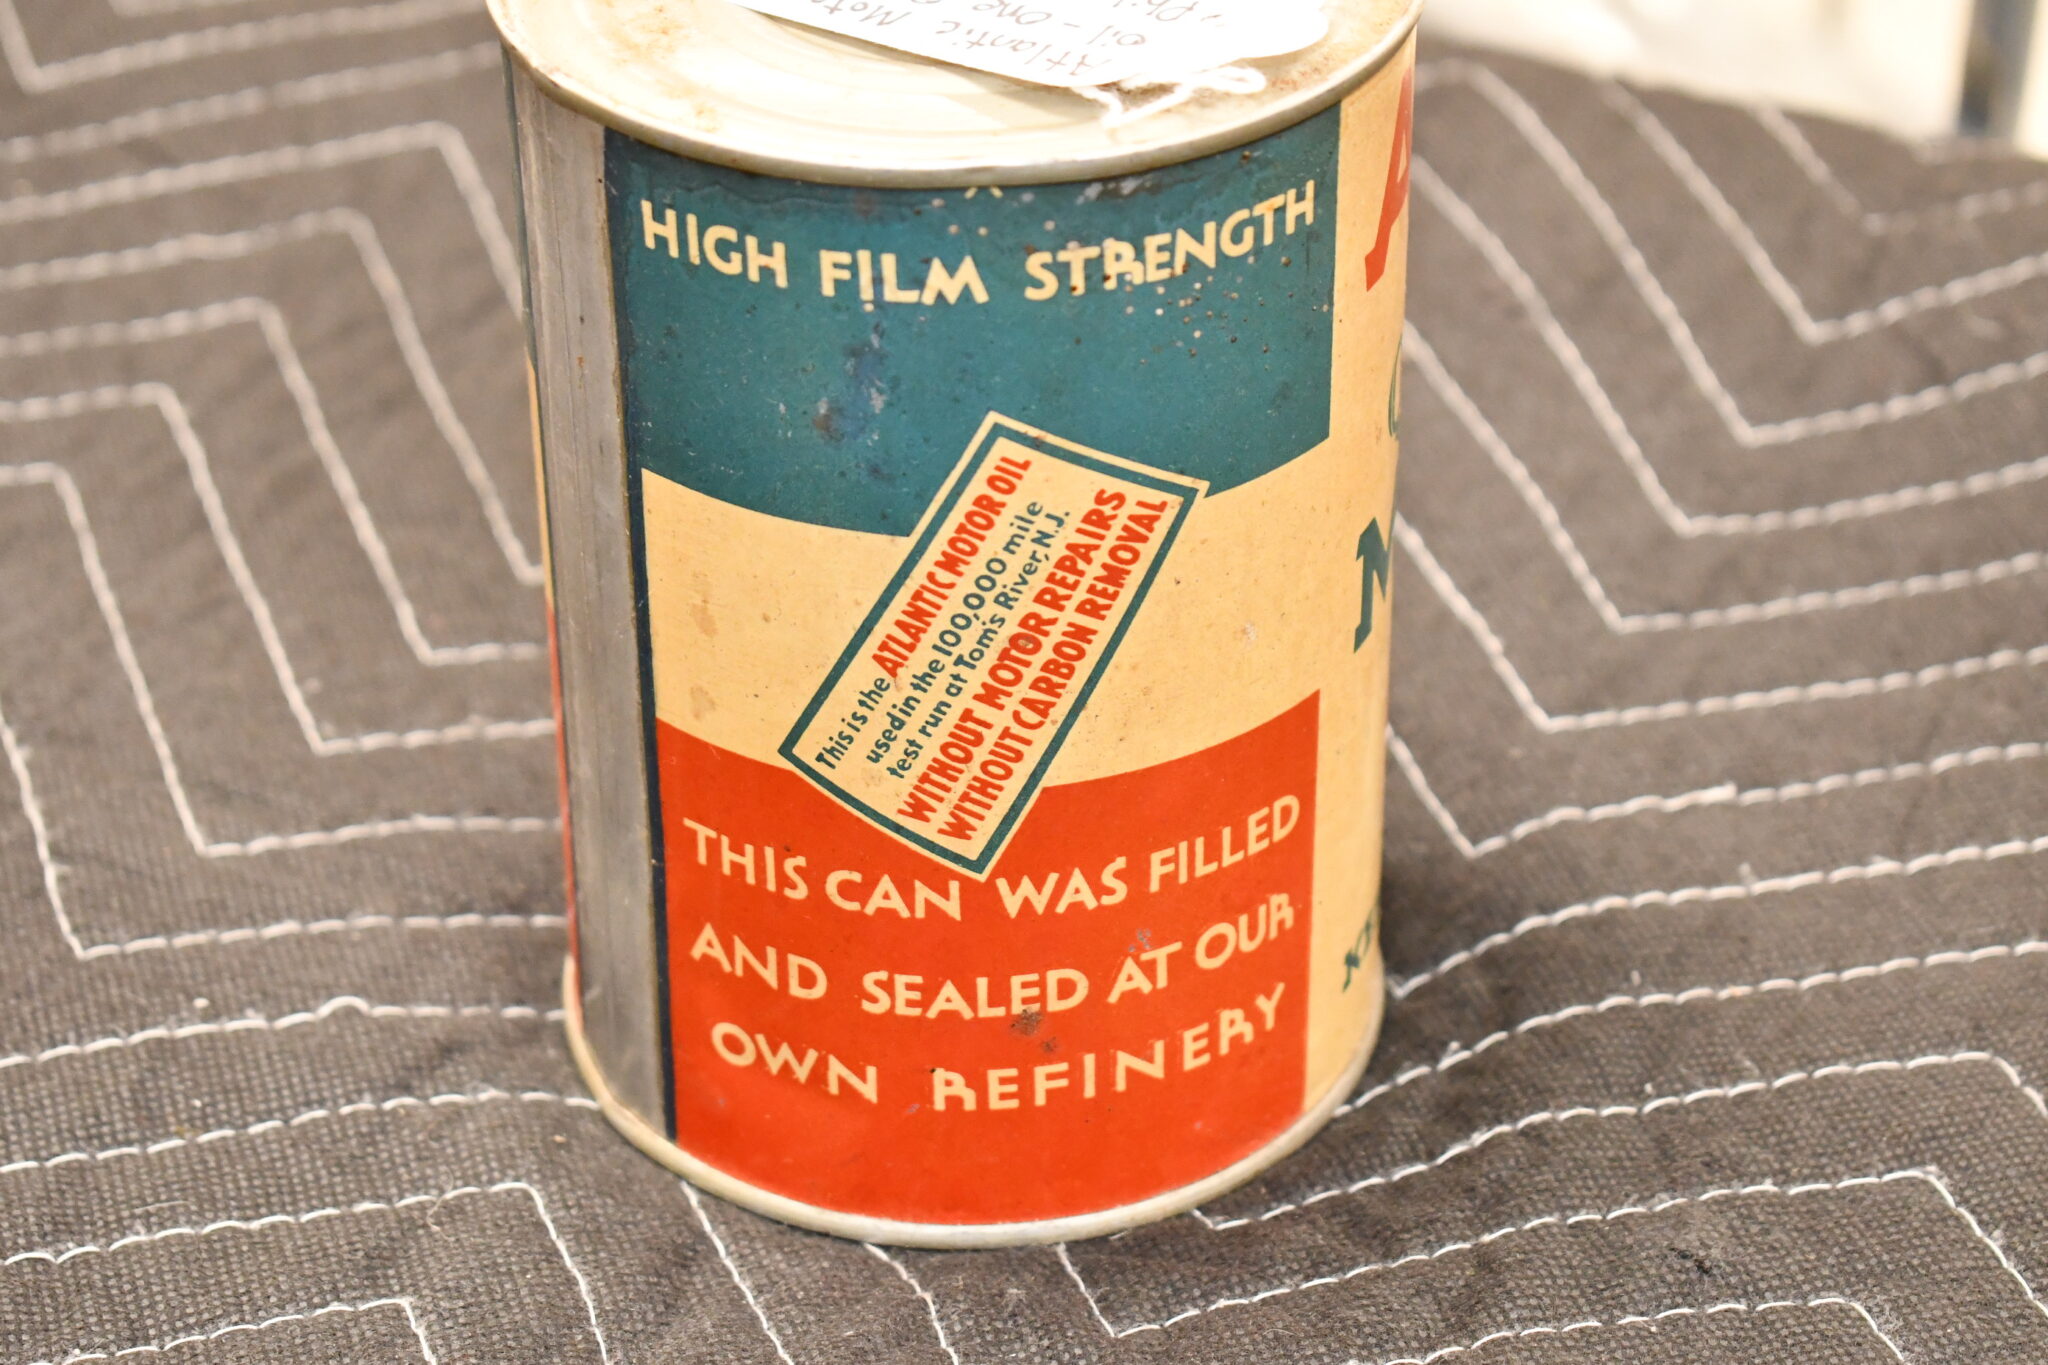 Atlantic
Oil - One
HIGH FILM STRENGTH
This is the ATLANTIC MOTOR OIL
used in the 100,000 mile
test run at Tom's River, N.J.
WITHOUT MOTOR REPAIRS
WITHOUT CARBON REMOVAL
THIS CAN WAS FILLED
AND SEALED AT OUR
OWN REFINERY